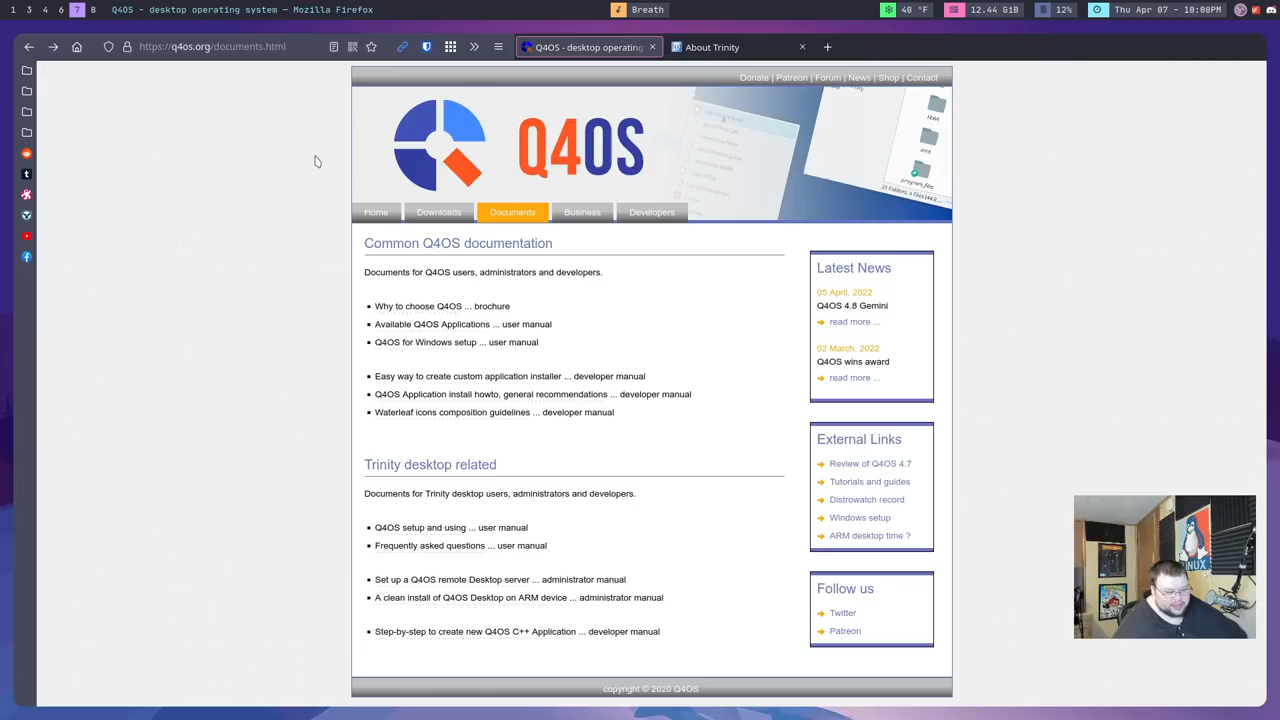 1 3 4 6 7 8 Q4OS - desktop operating system — Mozilla Firefox
Breath
40 °F 12.44 GiB 12% Thu Apr 07 - 10:00PM
https://q4os.org/documents.html
Q4OS - desktop operating
About Trinity
Donate | Patreon | Forum | News | Shop | Contact
Q4OS
lib64
mnt
program_files
Home Downloads Documents Business Developers
Common Q4OS documentation
Documents for Q4OS users, administrators and developers.
Why to choose Q4OS ... brochure
Available Q4OS Applications ... user manual
Q4OS for Windows setup ... user manual
Easy way to create custom application installer ... developer manual
Q4OS Application install howto, general recommendations ... developer manual
Waterleaf icons composition guidelines ... developer manual
Trinity desktop related
Documents for Trinity desktop users, administrators and developers.
Q4OS setup and using ... user manual
Frequently asked questions ... user manual
Set up a Q4OS remote Desktop server ... administrator manual
A clean install of Q4OS Desktop on ARM device ... administrator manual
Step-by-step to create new Q4OS C++ Application ... developer manual
Latest News
05 April, 2022
Q4OS 4.8 Gemini
read more ...
02 March, 2022
Q4OS wins award
read more ...
External Links
Review of Q4OS 4.7
Tutorials and guides
Distrowatch record
Windows setup
ARM desktop time ?
Follow us
Twitter
Patreon
copyright © 2020 Q4OS